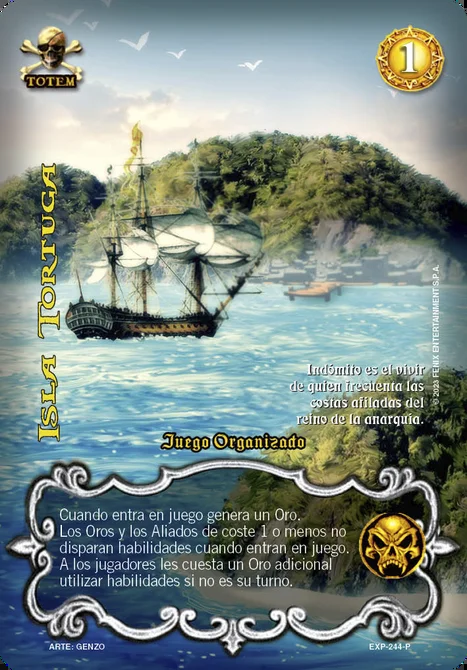 TOTEM
1
Isla Tortuga
Indómito es el vivir
de quien frecuenta las
costas afiladas del
reino de la anarquía.
© 2023 FENIX ENTERTAINMENT S.P.A.
Juego Organizado
Cuando entra en juego genera un Oro.
Los Oros y los Aliados de coste 1 o menos no
disparan habilidades cuando entran en juego.
A los jugadores les cuesta un Oro adicional
utilizar habilidades si no es su turno.
ARTE: GENZO
EXP-244-P